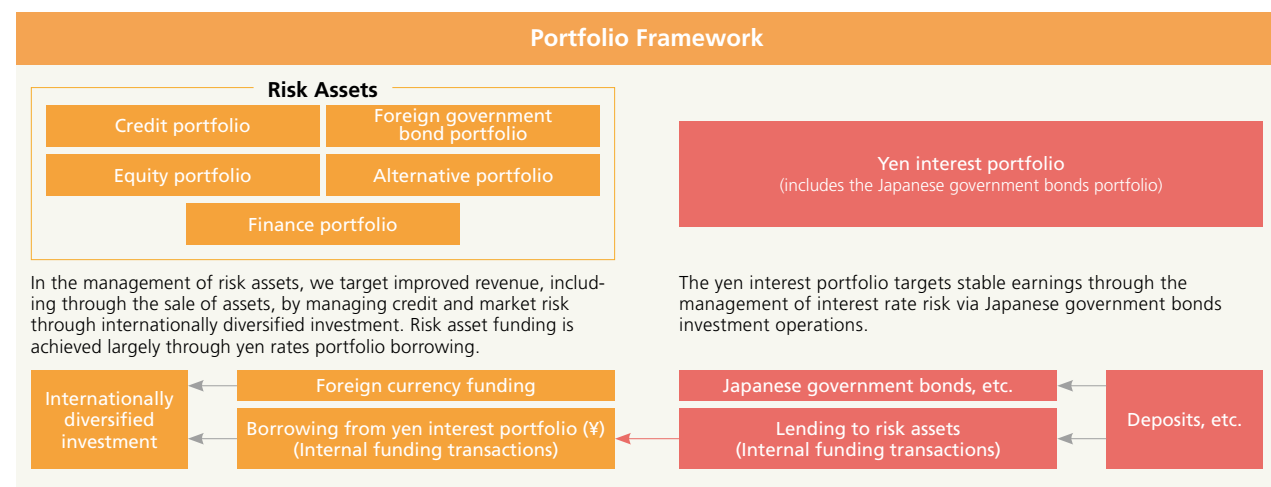 Portfolio Framework
Risk Assets
Credit portfolio
Foreign government
bond portfolio
Equity portfolio
Alternative portfolio
Finance portfolio
In the management of risk assets, we target improved revenue, includ-
ing through the sale of assets, by managing credit and market risk
through internationally diversified investment. Risk asset funding is
achieved largely through yen rates portfolio borrowing.
Yen interest portfolio
(includes the Japanese government bonds portfolio)
The yen interest portfolio targets stable earnings through the
management of interest rate risk via Japanese government bonds
investment operations.
Internationally
diversified
investment
Foreign currency funding
Borrowing from yen interest portfolio (¥)
(Internal funding transactions)
Japanese government bonds, etc.
Lending to risk assets
(Internal funding transactions)
Deposits, etc.